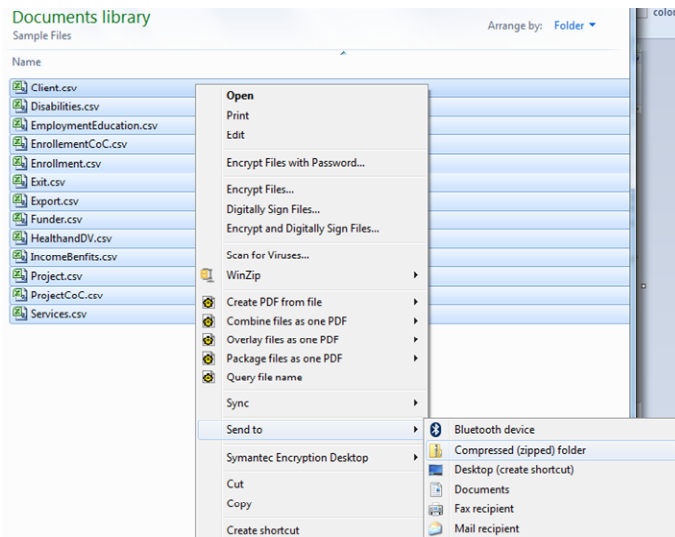 Documents library
Sample Files
Arrange by: Folder
Name
Client.csv
Disabilities.csv
EmploymentEducation.csv
EnrollementCoC.csv
Enrollment.csv
Exit.csv
Export.csv
Funder.csv
HealthandDV.csv
IncomeBenfits.csv
Project.csv
ProjectCoC.csv
Services.csv
Open
Print
Edit
Encrypt Files with Password...
Encrypt Files...
Digitally Sign Files...
Encrypt and Digitally Sign Files...
Scan for Viruses...
WinZip
Create PDF from file
Combine files as one PDF
Overlay files as one PDF
Package files as one PDF
Query file name
Sync
Send to
Symantec Encryption Desktop
Cut
Copy
Create shortcut
Bluetooth device
Compressed (zipped) folder
Desktop (create shortcut)
Documents
Fax recipient
Mail recipient